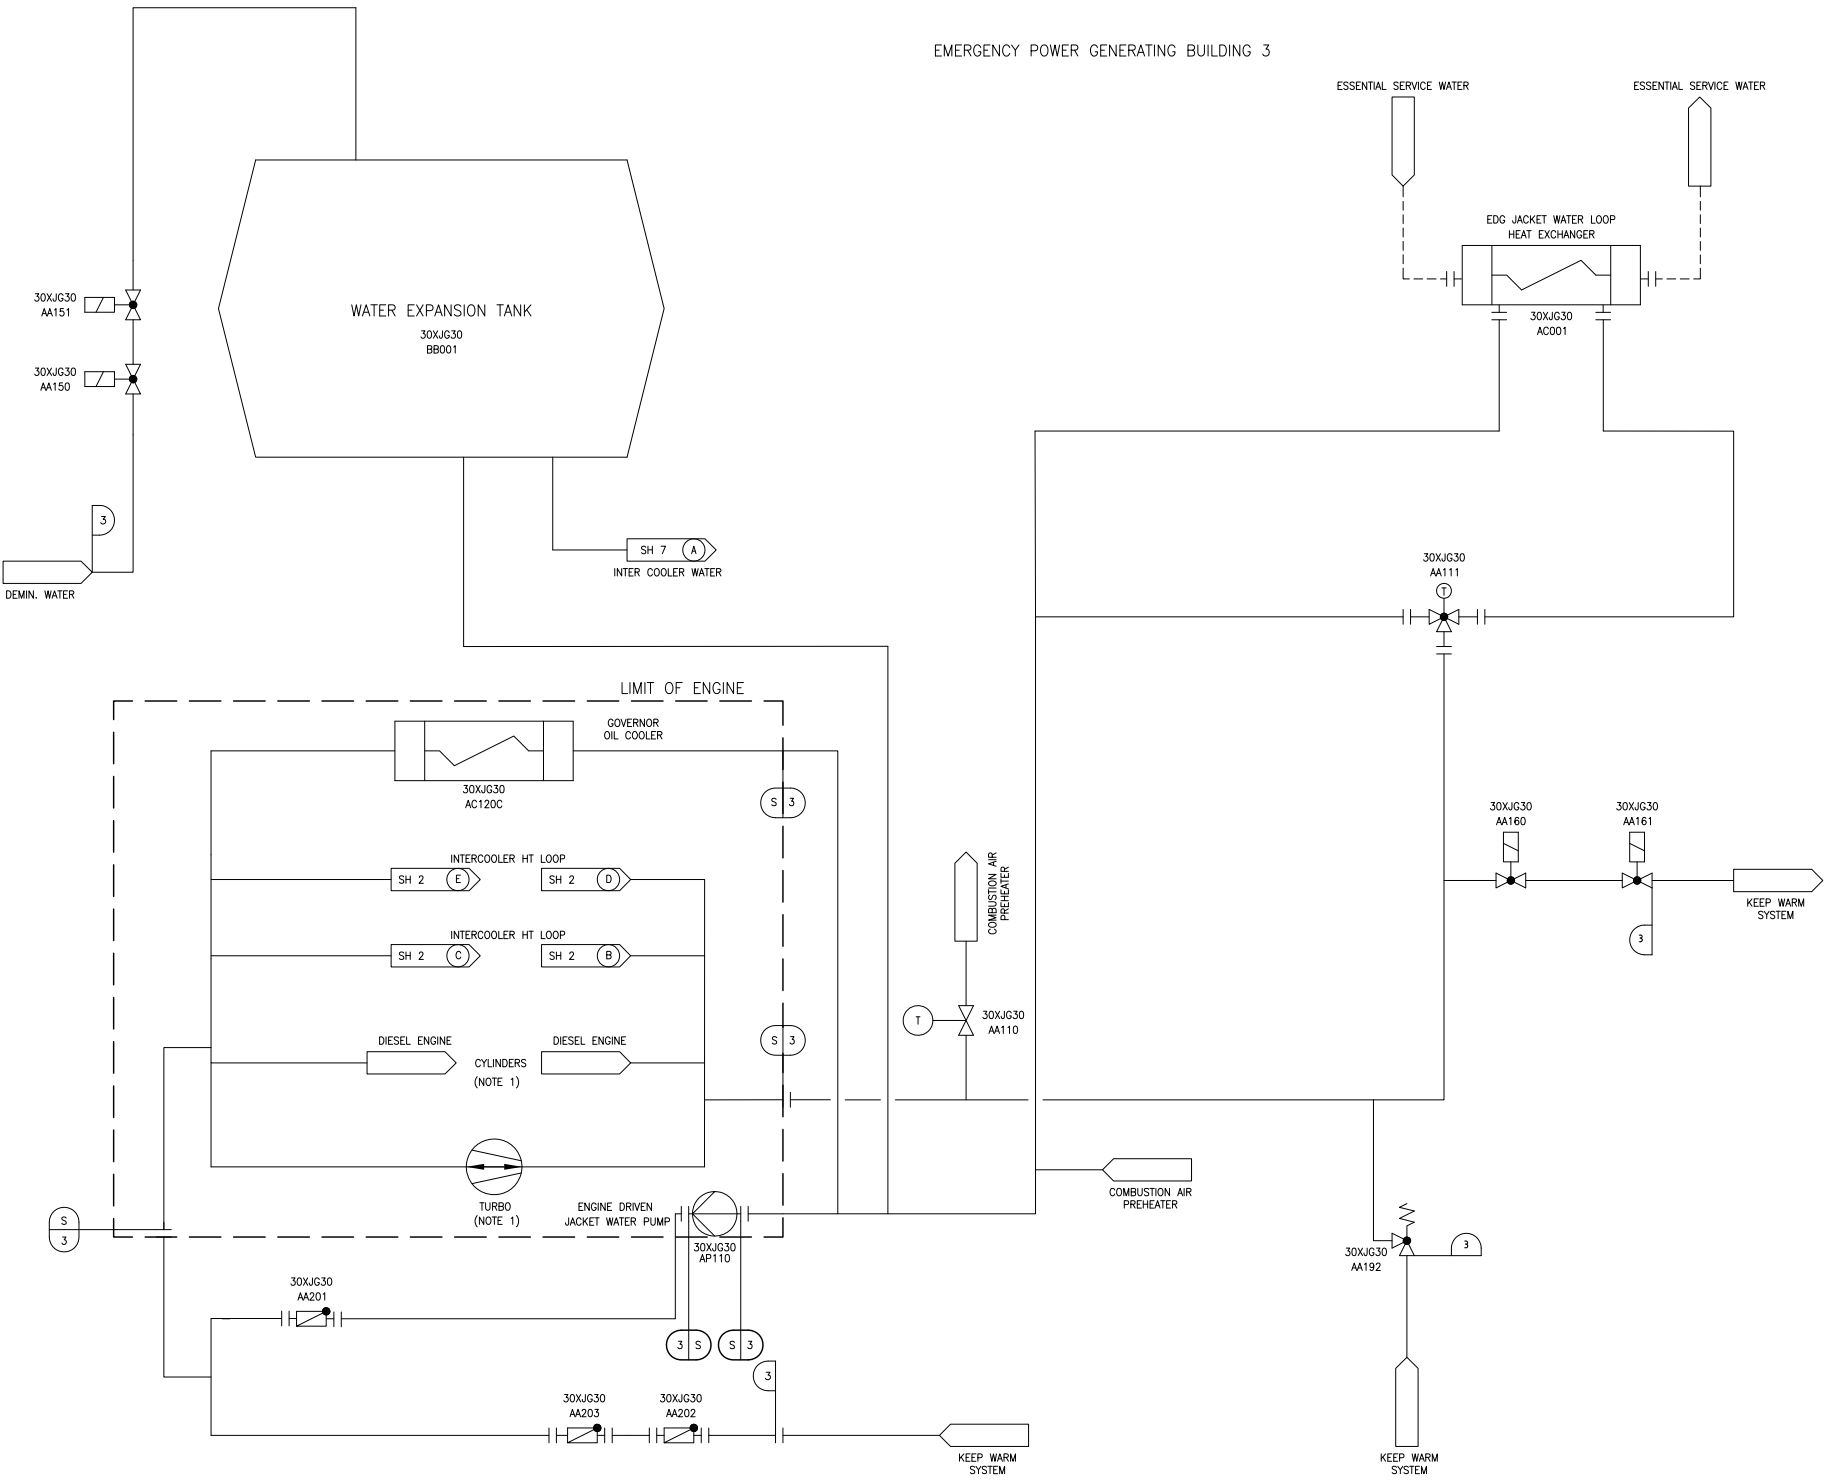 EMERGENCY POWER GENERATING BUILDING 3
ESSENTIAL SERVICE WATER
ESSENTIAL SERVICE WATER
EDG JACKET WATER LOOP
HEAT EXCHANGER
30XJG30
AC001
30XJG30
AA151
WATER EXPANSION TANK
30XJG30
BB001
30XJG30
AA150
3
DEMIN. WATER
SH 7 A
INTER COOLER WATER
30XJG30
AA111
T
LIMIT OF ENGINE
GOVERNOR
OIL COOLER
30XJG30
AC120C
S 3
30XJG30
AA160
30XJG30
AA161
INTERCOOLER HT LOOP
SH 2 E
SH 2 D
COMBUSTION AIR
PREHEATER
KEEP WARM
SYSTEM
3
INTERCOOLER HT LOOP
SH 2 C
SH 2 B
T
30XJG30
AA110
S 3
DIESEL ENGINE
DIESEL ENGINE
CYLINDERS
(NOTE 1)
COMBUSTION AIR
PREHEATER
TURBO
(NOTE 1)
ENGINE DRIVEN
JACKET WATER PUMP
30XJG30
AP110
S
3
30XJG30
AA192
3
30XJG30
AA201
3 S
S 3
3
30XJG30
AA203
30XJG30
AA202
KEEP WARM
SYSTEM
KEEP WARM
SYSTEM